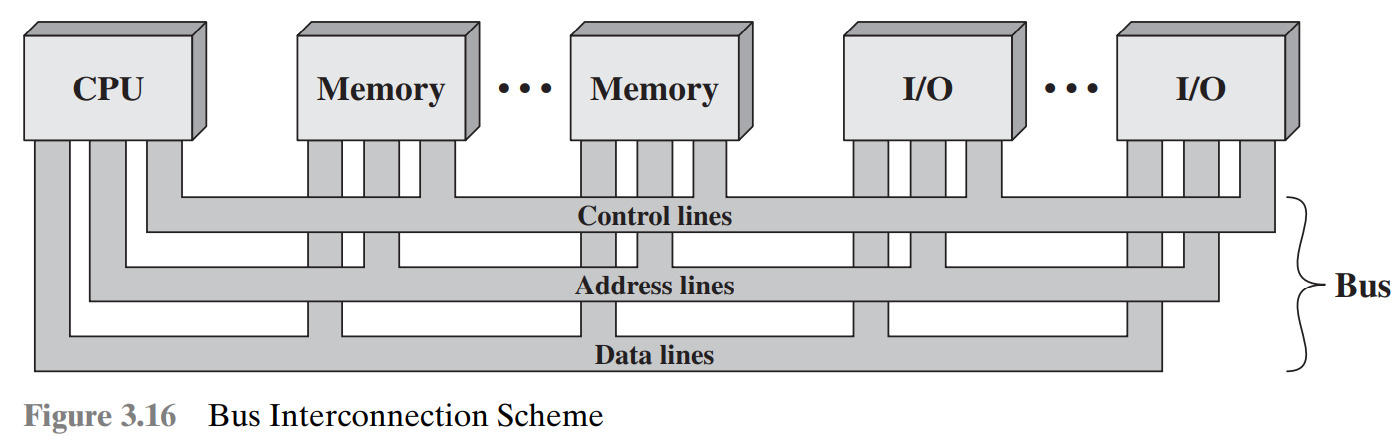 CPU Memory • • • Memory I/O • • • I/O
Control lines
Address lines
Bus
Data lines
Figure 3.16 Bus Interconnection Scheme